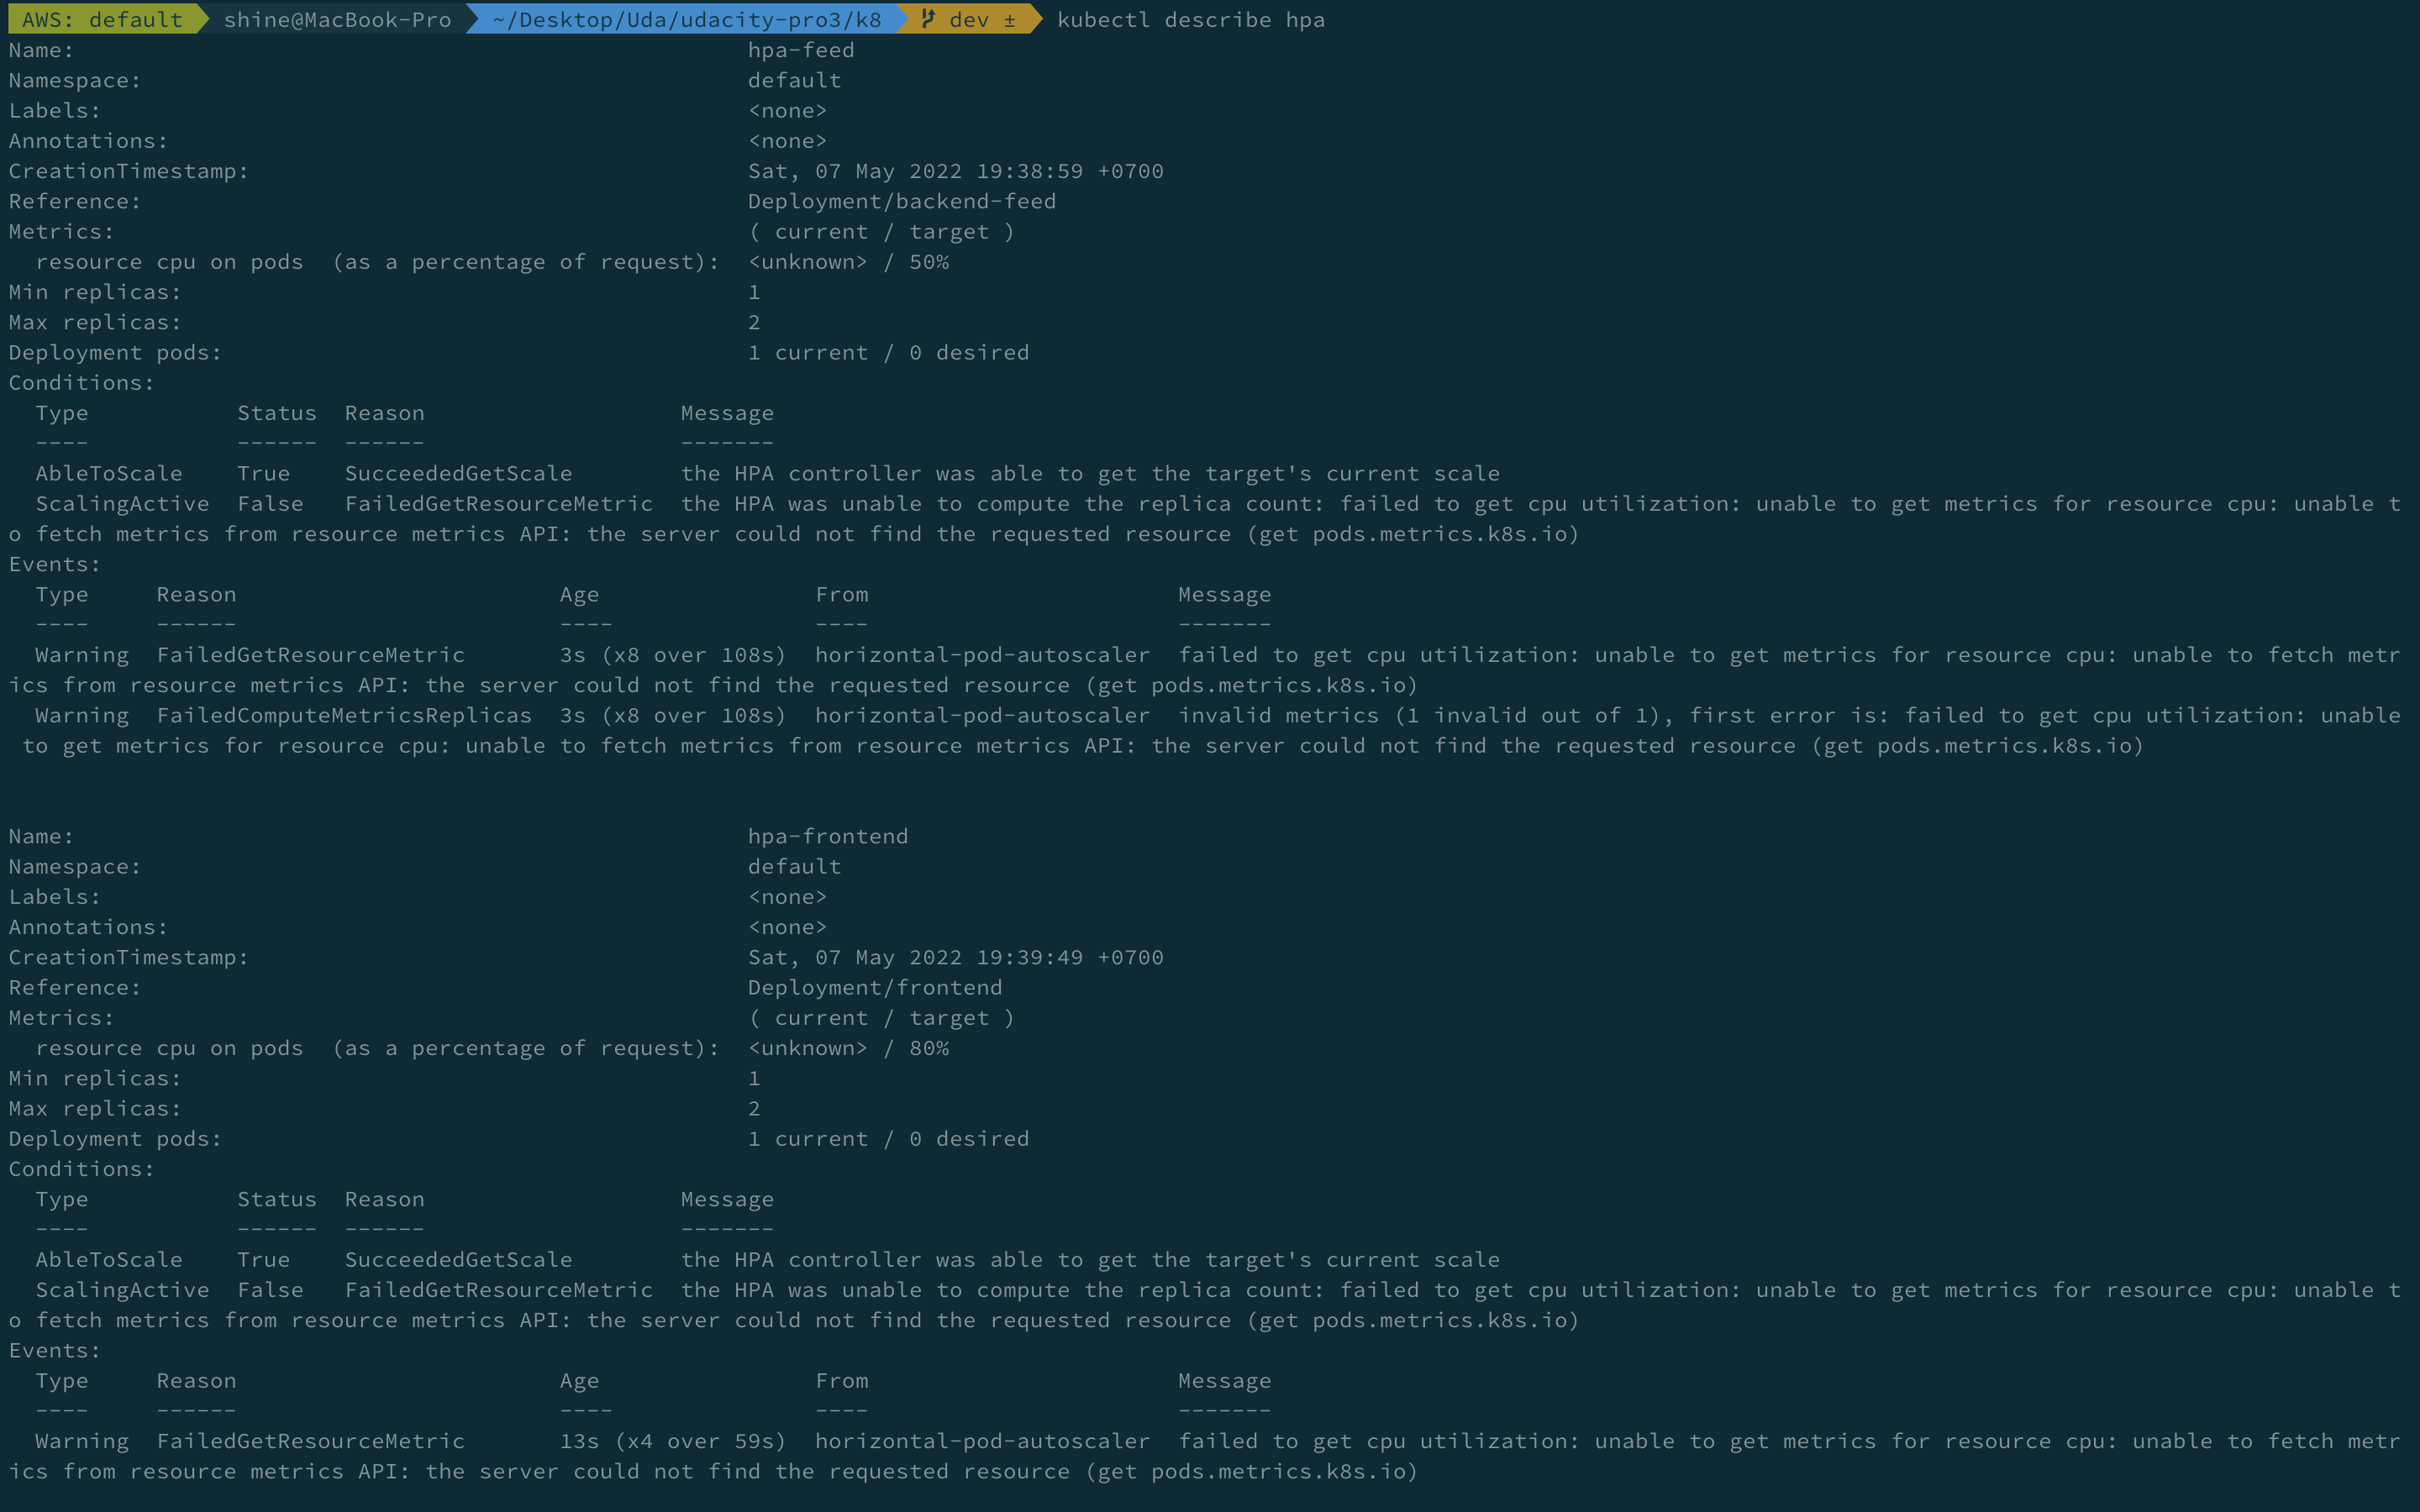 AWS: default shine@MacBook-Pro ~/Desktop/Uda/udacity-pro3/k8 dev ± kubectl describe hpa
Name: hpa-feed
Namespace: default
Labels: <none>
Annotations: <none>
CreationTimestamp: Sat, 07 May 2022 19:38:59 +0700
Reference: Deployment/backend-feed
Metrics: ( current / target )
resource cpu on pods (as a percentage of request): <unknown> / 50%
Min replicas: 1
Max replicas: 2
Deployment pods: 1 current / 0 desired
Conditions:
Type Status Reason Message
---- ------ ------ -------
AbleToScale True SucceededGetScale the HPA controller was able to get the target's current scale
ScalingActive False FailedGetResourceMetric the HPA was unable to compute the replica count: failed to get cpu utilization: unable to get metrics for resource cpu: unable t
o fetch metrics from resource metrics API: the server could not find the requested resource (get pods.metrics.k8s.io)
Events:
Type Reason Age From Message
---- ------ ---- ---- -------
Warning FailedGetResourceMetric 3s (x8 over 108s) horizontal-pod-autoscaler failed to get cpu utilization: unable to get metrics for resource cpu: unable to fetch metr
ics from resource metrics API: the server could not find the requested resource (get pods.metrics.k8s.io)
Warning FailedComputeMetricsReplicas 3s (x8 over 108s) horizontal-pod-autoscaler invalid metrics (1 invalid out of 1), first error is: failed to get cpu utilization: unable
to get metrics for resource cpu: unable to fetch metrics from resource metrics API: the server could not find the requested resource (get pods.metrics.k8s.io)
Name: hpa-frontend
Namespace: default
Labels: <none>
Annotations: <none>
CreationTimestamp: Sat, 07 May 2022 19:39:49 +0700
Reference: Deployment/frontend
Metrics: ( current / target )
resource cpu on pods (as a percentage of request): <unknown> / 80%
Min replicas: 1
Max replicas: 2
Deployment pods: 1 current / 0 desired
Conditions:
Type Status Reason Message
---- ------ ------ -------
AbleToScale True SucceededGetScale the HPA controller was able to get the target's current scale
ScalingActive False FailedGetResourceMetric the HPA was unable to compute the replica count: failed to get cpu utilization: unable to get metrics for resource cpu: unable t
o fetch metrics from resource metrics API: the server could not find the requested resource (get pods.metrics.k8s.io)
Events:
Type Reason Age From Message
---- ------ ---- ---- -------
Warning FailedGetResourceMetric 13s (x4 over 59s) horizontal-pod-autoscaler failed to get cpu utilization: unable to get metrics for resource cpu: unable to fetch metr
ics from resource metrics API: the server could not find the requested resource (get pods.metrics.k8s.io)